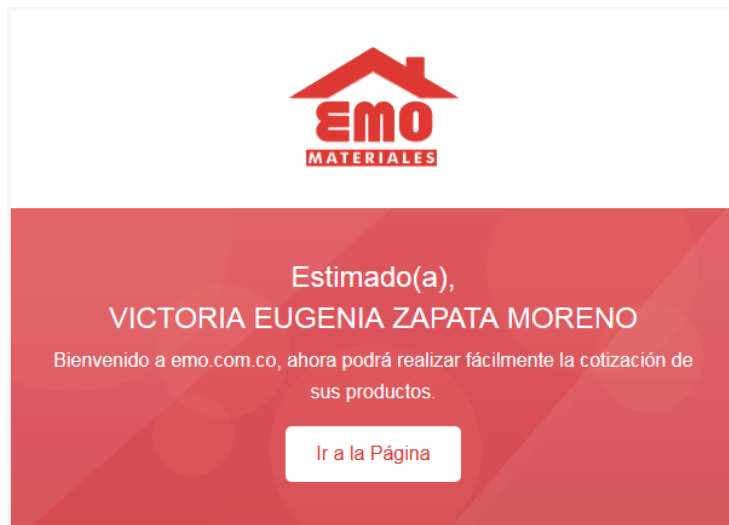 EMO
MATERIALES
Estimado(a),
VICTORIA EUGENIA ZAPATA MORENO
Bienvenido a emo.com.co, ahora podrá realizar fácilmente la cotización de
sus productos.
Ir a la Página